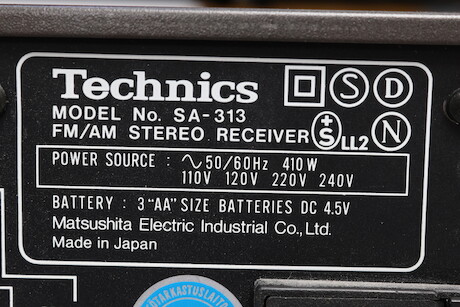 Technics
S D
MODEL No. SA-313
FM/AM STEREO RECEIVER
+S LL2 N
POWER SOURCE : ~50/60Hz 410W
110V 120V 220V 240V
BATTERY : 3 "AA" SIZE BATTERIES DC 4.5V
Matsushita Electric Industrial Co., Ltd.
Made in Japan